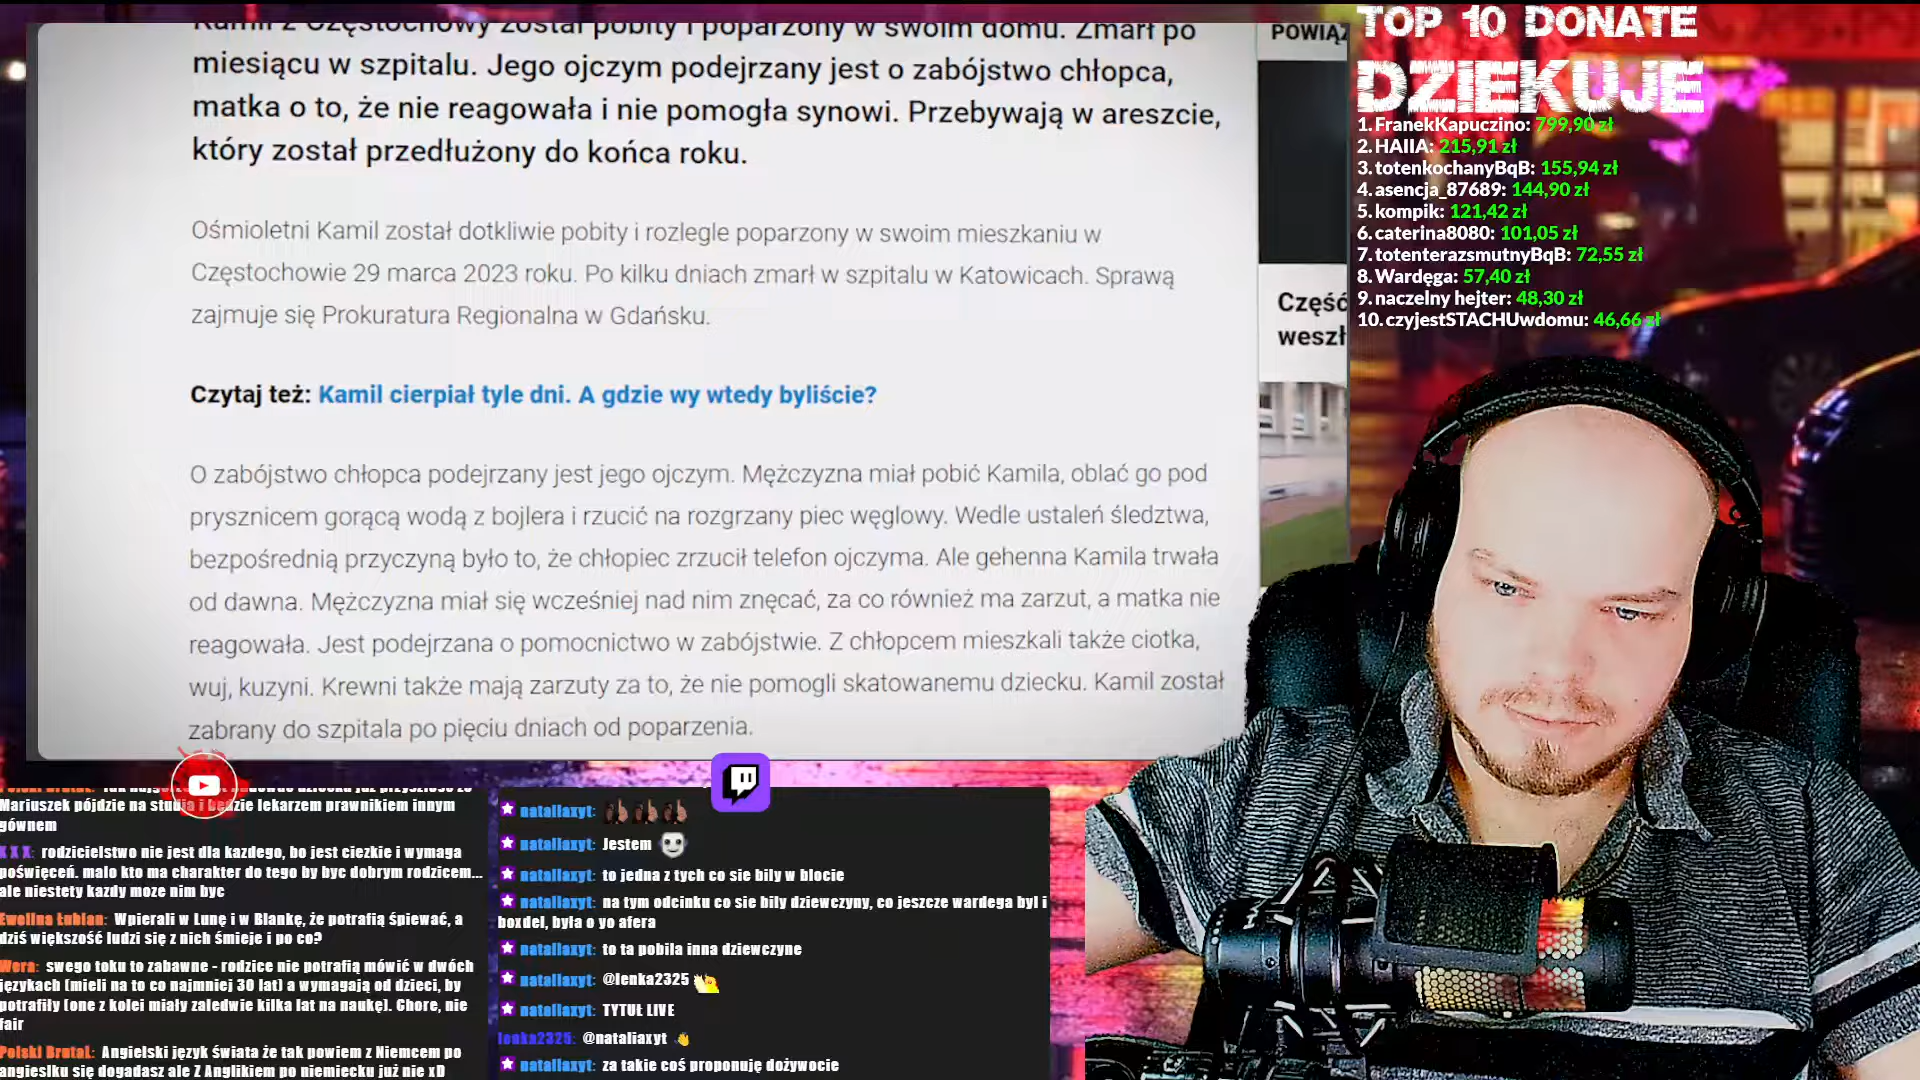 Kamil z Częstochowy został pobity i poparzony w swoim domu. Zmarł po
miesiącu w szpitalu. Jego ojczym podejrzany jest o zabójstwo chłopca,
matka o to, że nie reagowała i nie pomogła synowi. Przebywają w areszcie,
który został przedłużony do końca roku.
Ośmioletni Kamil został dotkliwie pobity i rozlegle poparzony w swoim mieszkaniu w
Częstochowie 29 marca 2023 roku. Po kilku dniach zmarł w szpitalu w Katowicach. Sprawą
zajmuje się Prokuratura Regionalna w Gdańsku.
Czytaj też: Kamil cierpiał tyle dni. A gdzie wy wtedy byliście?
O zabójstwo chłopca podejrzany jest jego ojczym. Mężczyzna miał pobić Kamila, oblać go pod
prysznicem gorącą wodą z bojlera i rzucić na rozgrzany piec węglowy. Wedle ustaleń śledztwa,
bezpośrednią przyczyną było to, że chłopiec zrzucił telefon ojczyma. Ale gehenna Kamila trwała
od dawna. Mężczyzna miał się wcześniej nad nim znęcać, za co również ma zarzut, a matka nie
reagowała. Jest podejrzana o pomocnictwo w zabójstwie. Z chłopcem mieszkali także ciotka,
wuj, kuzyni. Krewni także mają zarzuty za to, że nie pomogli skatowanemu dziecku. Kamil został
zabrany do szpitala po pięciu dniach od poparzenia.
POWIĄZ
Część
weszł
TOP 10 DONATE
DZIEKUJE
1. FranekKapuczino: 799,90 zł
2. HAIIA: 215,91 zł
3. totenkochanyBqB: 155,94 zł
4. asencja_87689: 144,90 zł
5. kompik: 121,42 zł
6. caterina8080: 101,05 zł
7. totenterazsmutnyBqB: 72,55 zł
8. Wardęga: 57,40 zł
9. naczelny hejter: 48,30 zł
10. czyjestSTACHUwdomu: 46,66 zł
Mariuszek pójdzie na studia i będzie lekarzem prawnikiem innym
gównem
X X X: rodzicielstwo nie jest dla kazdego, bo jest ciezkie i wymaga
poświęceń. malo kto ma charakter do tego by byc dobrym rodzicem...
ale niestety kazdy moze nim byc
Ewelina Łubian: Wpierali w Lunę i w Blankę, że potrafią śpiewać, a
dziś większość ludzi się z nich śmieje i po co?
Wera: swego toku to zabawne - rodzice nie potrafią mówić w dwóch
językach (mieli na to co najmniej 30 lat) a wymagają od dzieci, by
potrafiły (one z kolei miały zaledwie kilka lat na naukę). Chore, nie
fair
Polski BrutaL: Angielski język świata że tak powiem z Niemcem po
angieslku się dogadasz ale Z Anglikiem po niemiecku już nie xD
nataliaxyt:
nataliaxyt: Jestem
nataliaxyt: to jedna z tych co sie bily w blocie
nataliaxyt: na tym odcinku co sie bily dziewczyny, co jeszcze wardega byl i
boxdel, była o yo afera
nataliaxyt: to ta pobila inna dziewczyne
nataliaxyt: @lenka2325
nataliaxyt: TYTUŁ LIVE
lenka2325: @nataliaxyt
nataliaxyt: za takie coś proponuję dożywocie